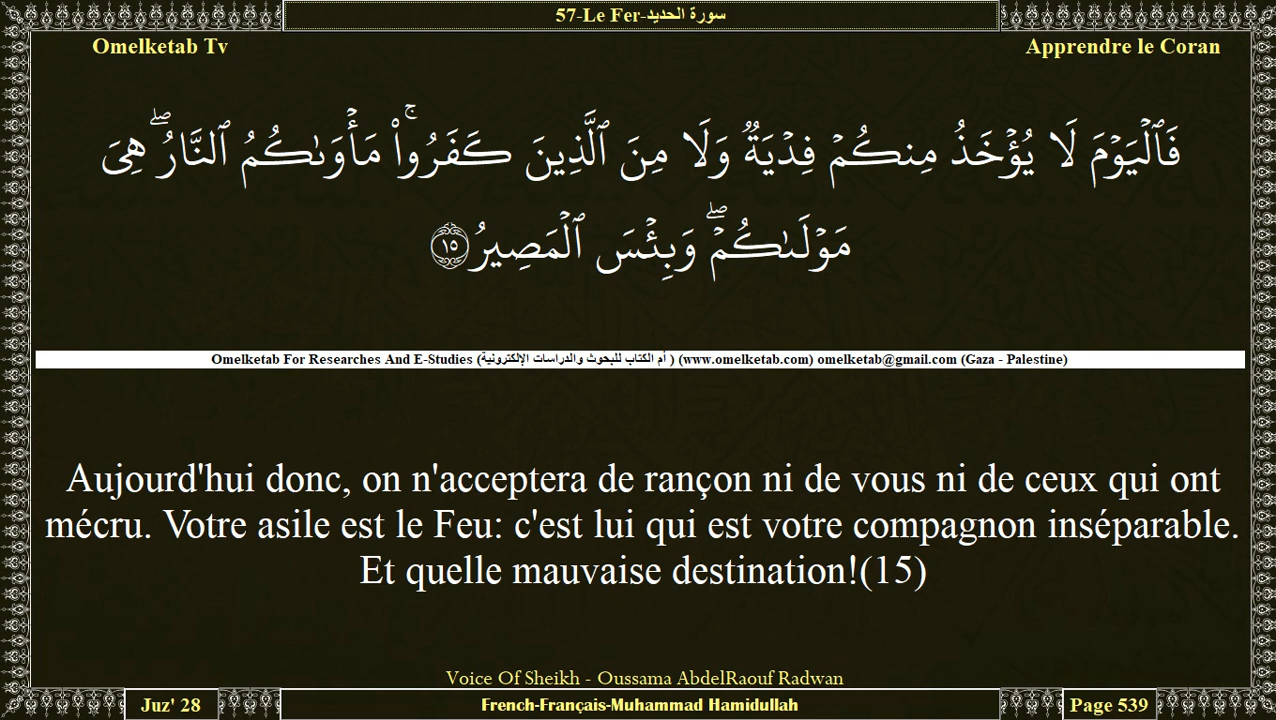 57-Le Fer-سورة الحديد
Omelketab Tv
Apprendre le Coran
فَٱلۡيَوۡمَ لَا يُؤۡخَذُ مِنكُمۡ فِدۡيَةٞ وَلَا مِنَ ٱلَّذِينَ كَفَرُواْۚ مَأۡوَىٰكُمُ ٱلنَّارُۖ هِيَ
مَوۡلَىٰكُمۡۖ وَبِئۡسَ ٱلۡمَصِيرُ ١٥
Omelketab For Researches And E-Studies (أم الكتاب للبحوث والدراسات الإلكترونية ) (www.omelketab.com) omelketab@gmail.com (Gaza - Palestine)
Aujourd'hui donc, on n'acceptera de rançon ni de vous ni de ceux qui ont
mécru. Votre asile est le Feu: c'est lui qui est votre compagnon inséparable.
Et quelle mauvaise destination!(15)
Voice Of Sheikh - Oussama AbdelRaouf Radwan
Juz' 28
French-Français-Muhammad Hamidullah
Page 539